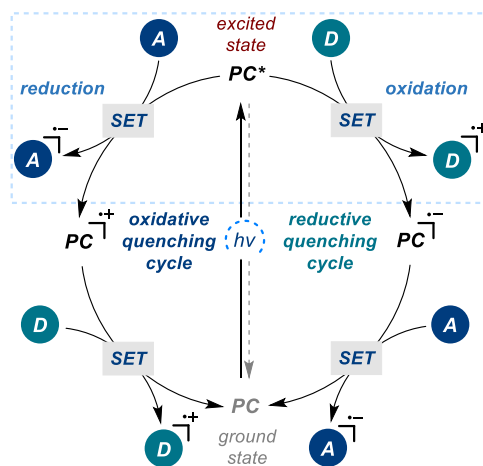 A
excited
state
D
PC*
reduction
oxidation
SET
SET
A •−
D •+
PC •+
oxidative
quenching
cycle
hν
reductive
quenching
cycle
PC •−
D
A
SET
SET
PC
D •+
ground
state
A •−